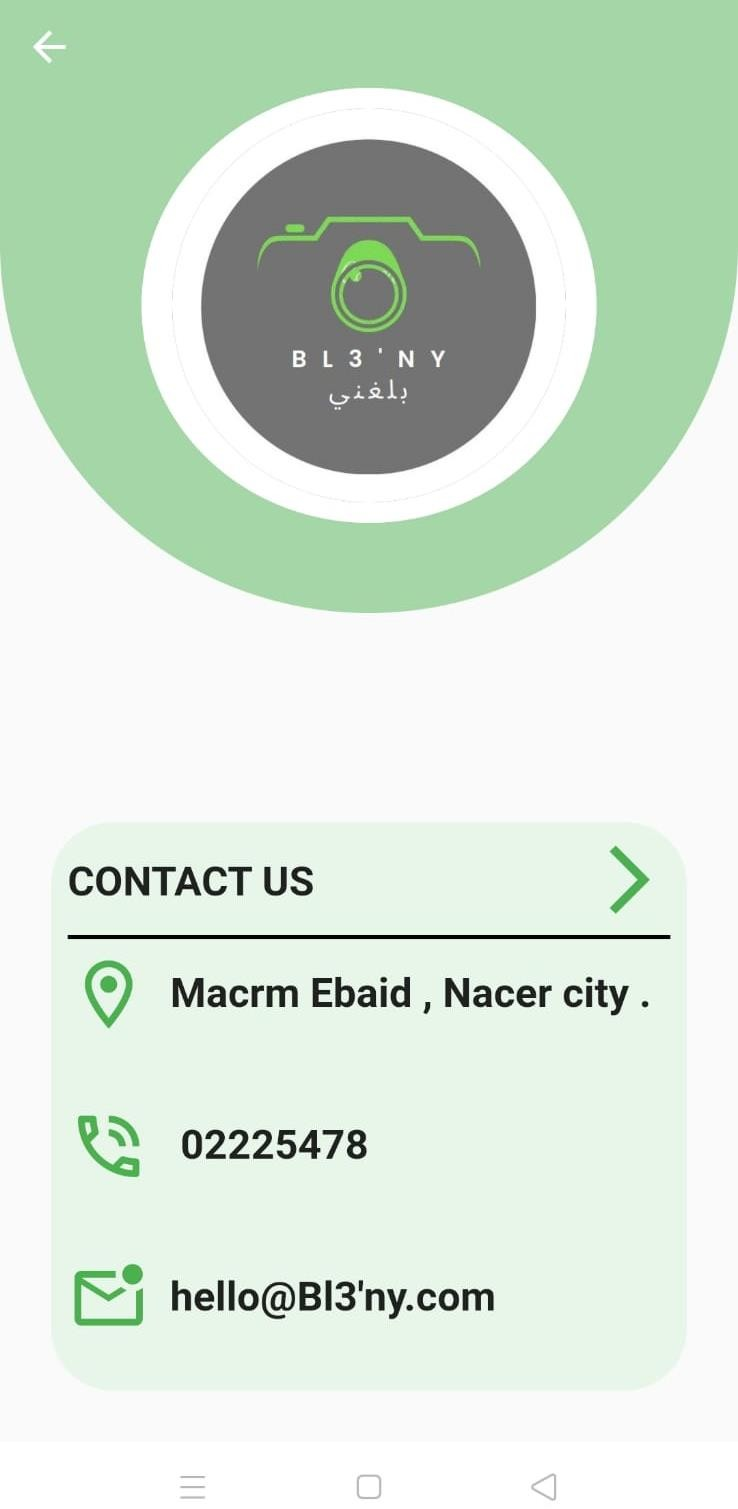 BL3'NY
بلغني
CONTACT US
Macrm Ebaid , Nacer city .
02225478
hello@Bl3'ny.com